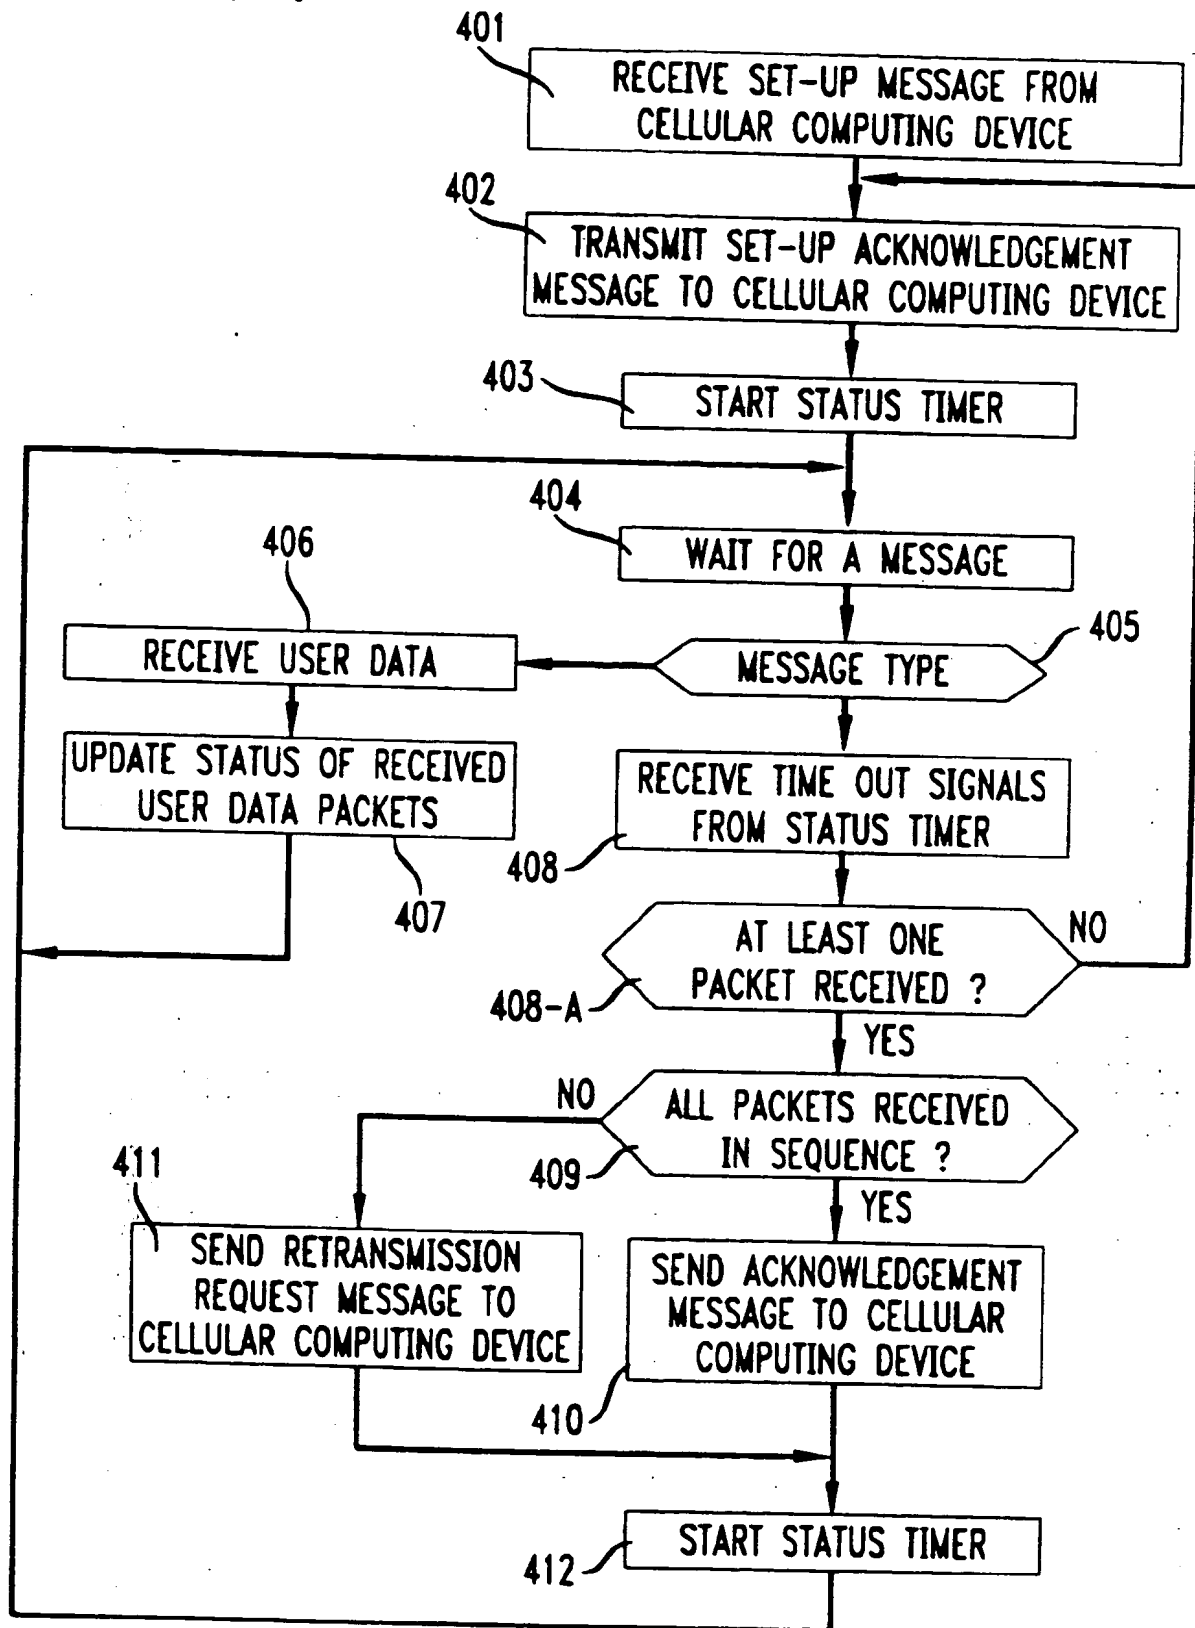 401
RECEIVE SET-UP MESSAGE FROM
CELLULAR COMPUTING DEVICE
402
TRANSMIT SET-UP ACKNOWLEDGEMENT
MESSAGE TO CELLULAR COMPUTING DEVICE
403
START STATUS TIMER
404
WAIT FOR A MESSAGE
406
405
RECEIVE USER DATA
MESSAGE TYPE
UPDATE STATUS OF RECEIVED
USER DATA PACKETS
407
RECEIVE TIME OUT SIGNALS
FROM STATUS TIMER
408
AT LEAST ONE
PACKET RECEIVED ?
NO
408-A
YES
NO
ALL PACKETS RECEIVED
IN SEQUENCE ?
409
YES
411
SEND RETRANSMISSION
REQUEST MESSAGE TO
CELLULAR COMPUTING DEVICE
SEND ACKNOWLEDGEMENT
MESSAGE TO CELLULAR
COMPUTING DEVICE
410
START STATUS TIMER
412